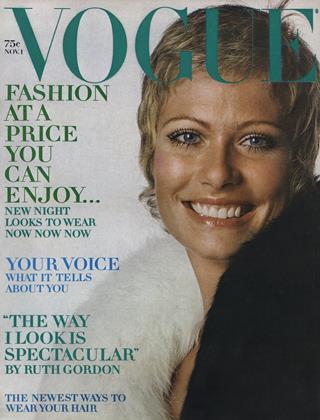 VOGUE
75¢
NOV. 1
FASHION
AT A
PRICE
YOU
CAN
ENJOY...
NEW NIGHT
LOOKS TO WEAR
NOW NOW NOW
YOUR VOICE
WHAT IT TELLS
ABOUT YOU
"THE WAY
I LOOK IS
SPECTACULAR"
BY RUTH GORDON
THE NEWEST WAYS TO
WEAR YOUR HAIR